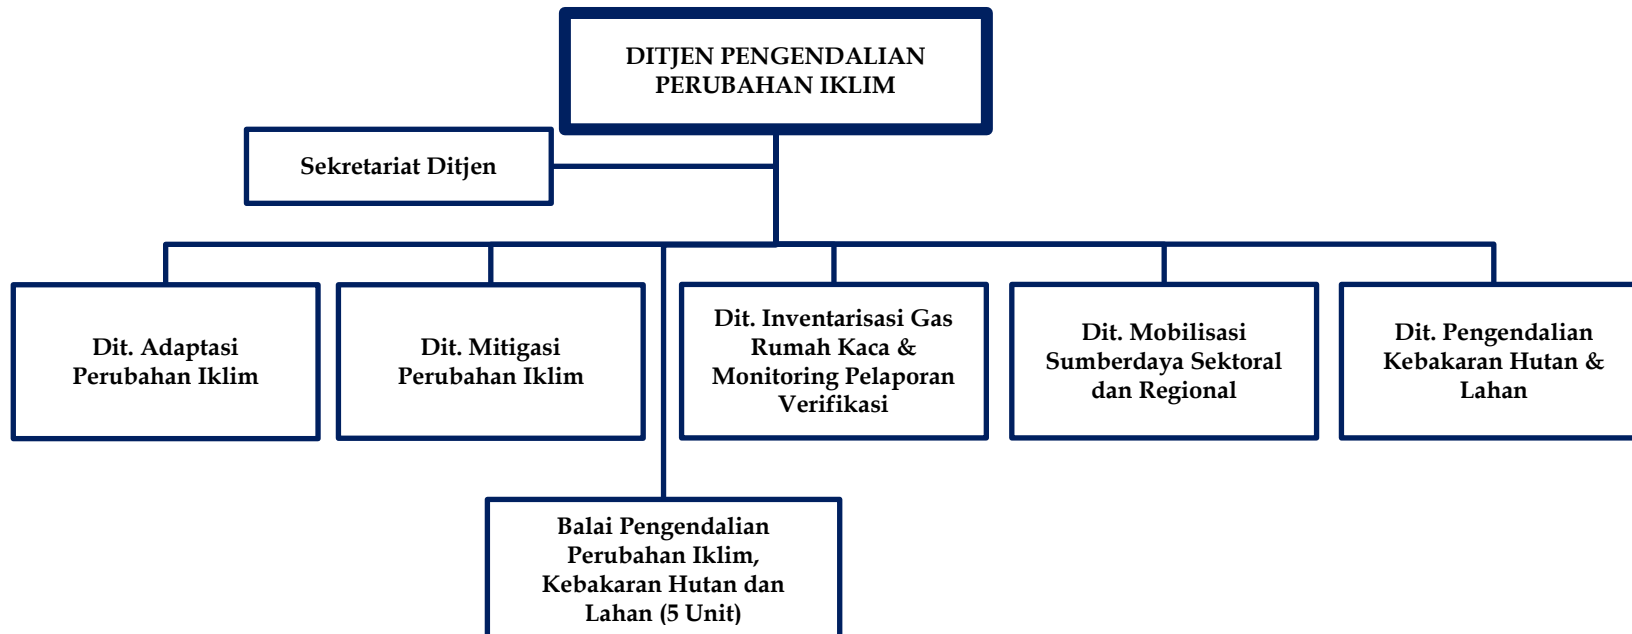 DITJEN PENGENDALIAN
PERUBAHAN IKLIM
Sekretariat Ditjen
Dit. Adaptasi
Perubahan Iklim
Dit. Mitigasi
Perubahan Iklim
Dit. Inventarisasi Gas
Rumah Kaca &
Monitoring Pelaporan
Verifikasi
Dit. Mobilisasi
Sumberdaya Sektoral
dan Regional
Dit. Pengendalian
Kebakaran Hutan &
Lahan
Balai Pengendalian
Perubahan Iklim,
Kebakaran Hutan dan
Lahan (5 Unit)